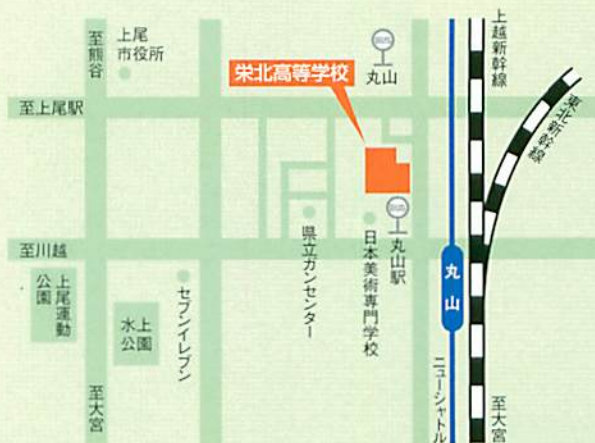 至熊谷
上尾
市役所
BUS
丸山
上越新幹線
栄北高等学校
至上尾駅
東北新幹線
BUS
丸山駅
県立ガンセンター
日本美術専門学校
至川越
上尾運動
公園
水上
公園
セブンイレブン
丸山
ニューシャトル
至大宮
至大宮